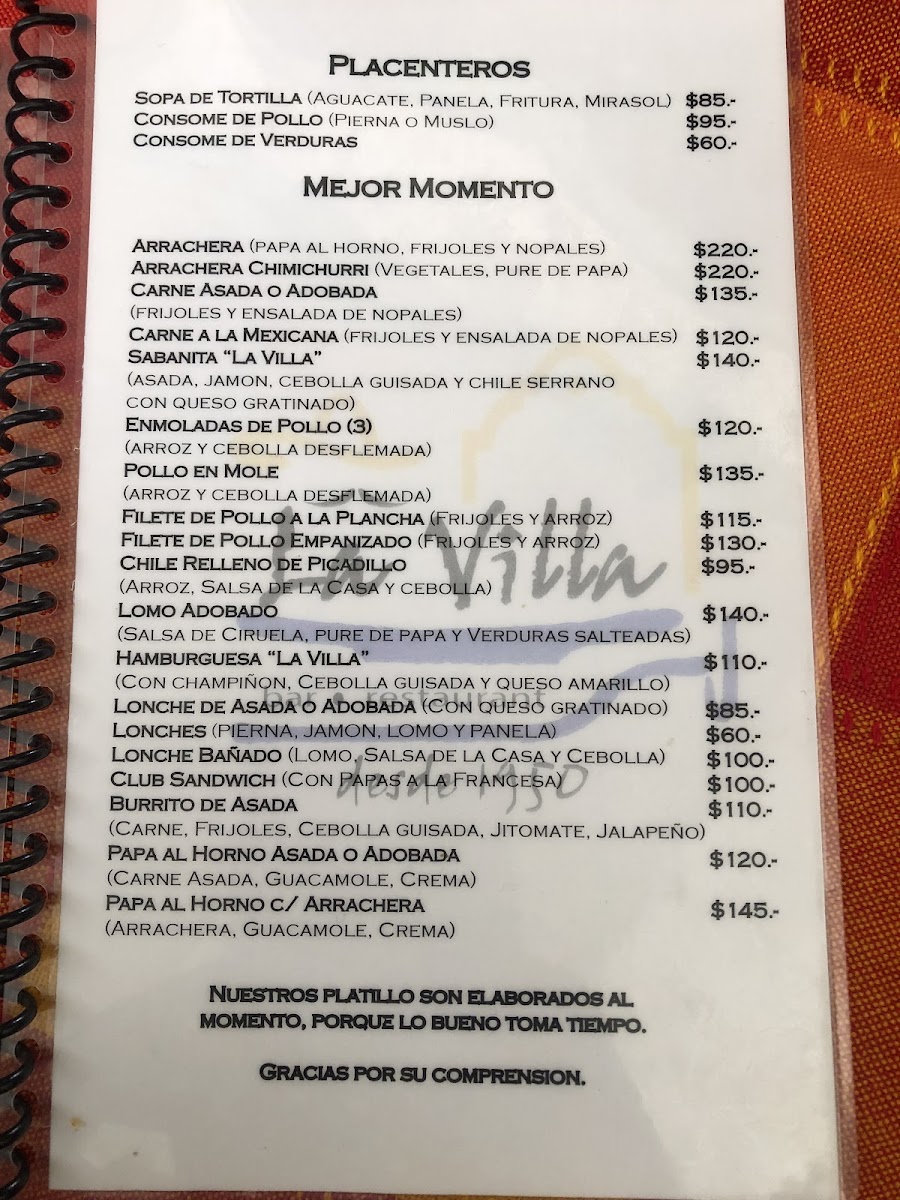 PLACENTEROS
SOPA DE TORTILLA (AGUACATE, PANELA, FRITURA, MIRASOL) $85.-
CONSOME DE POLLO (PIERNA O MUSLO) $95.-
CONSOME DE VERDURAS $60.-
MEJOR MOMENTO
ARRACHERA (PAPA AL HORNO, FRIJOLES Y NOPALES) $220.-
ARRACHERA CHIMICHURRI (VEGETALES, PURE DE PAPA) $220.-
CARNE ASADA O ADOBADA $135.-
(FRIJOLES Y ENSALADA DE NOPALES)
CARNE A LA MEXICANA (FRIJOLES Y ENSALADA DE NOPALES) $120.-
SABANITA “LA VILLA” $140.-
(ASADA, JAMON, CEBOLLA GUISADA Y CHILE SERRANO
CON QUESO GRATINADO)
ENMOLADAS DE POLLO (3) $120.-
(ARROZ Y CEBOLLA DESFLEMADA)
POLLO EN MOLE $135.-
(ARROZ Y CEBOLLA DESFLEMADA)
FILETE DE POLLO A LA PLANCHA (FRIJOLES Y ARROZ) $115.-
FILETE DE POLLO EMPANIZADO (FRIJOLES Y ARROZ) $130.-
CHILE RELLENO DE PICADILLO $95.-
(ARROZ, SALSA DE LA CASA Y CEBOLLA)
LOMO ADOBADO $140.-
(SALSA DE CIRUELA, PURE DE PAPA Y VERDURAS SALTEADAS)
HAMBURGUESA “LA VILLA” $110.-
(CON CHAMPIÑON, CEBOLLA GUISADA Y QUESO AMARILLO)
LONCHE DE ASADA O ADOBADA (CON QUESO GRATINADO) $85.-
LONCHES (PIERNA, JAMON, LOMO Y PANELA) $60.-
LONCHE BAÑADO (LOMO, SALSA DE LA CASA Y CEBOLLA) $100.-
CLUB SANDWICH (CON PAPAS A LA FRANCESA) $100.-
BURRITO DE ASADA $110.-
(CARNE, FRIJOLES, CEBOLLA GUISADA, JITOMATE, JALAPEÑO)
PAPA AL HORNO ASADA O ADOBADA $120.-
(CARNE ASADA, GUACAMOLE, CREMA)
PAPA AL HORNO C/ ARRACHERA $145.-
(ARRACHERA, GUACAMOLE, CREMA)
NUESTROS PLATILLO SON ELABORADOS AL
MOMENTO, PORQUE LO BUENO TOMA TIEMPO.
GRACIAS POR SU COMPRENSION.
La Villa
bar • restaurant
desde 1950